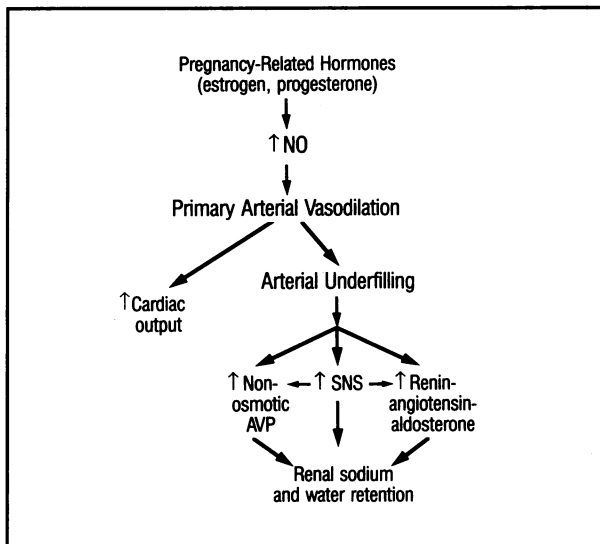 Pregnancy-Related Hormones
(estrogen, progesterone)
↑NO
Primary Arterial Vasodilation
↑Cardiac
output
Arterial Underfilling
↑Non-
osmotic
AVP
↑SNS
↑Renin-
angiotensin-
aldosterone
Renal sodium
and water retention